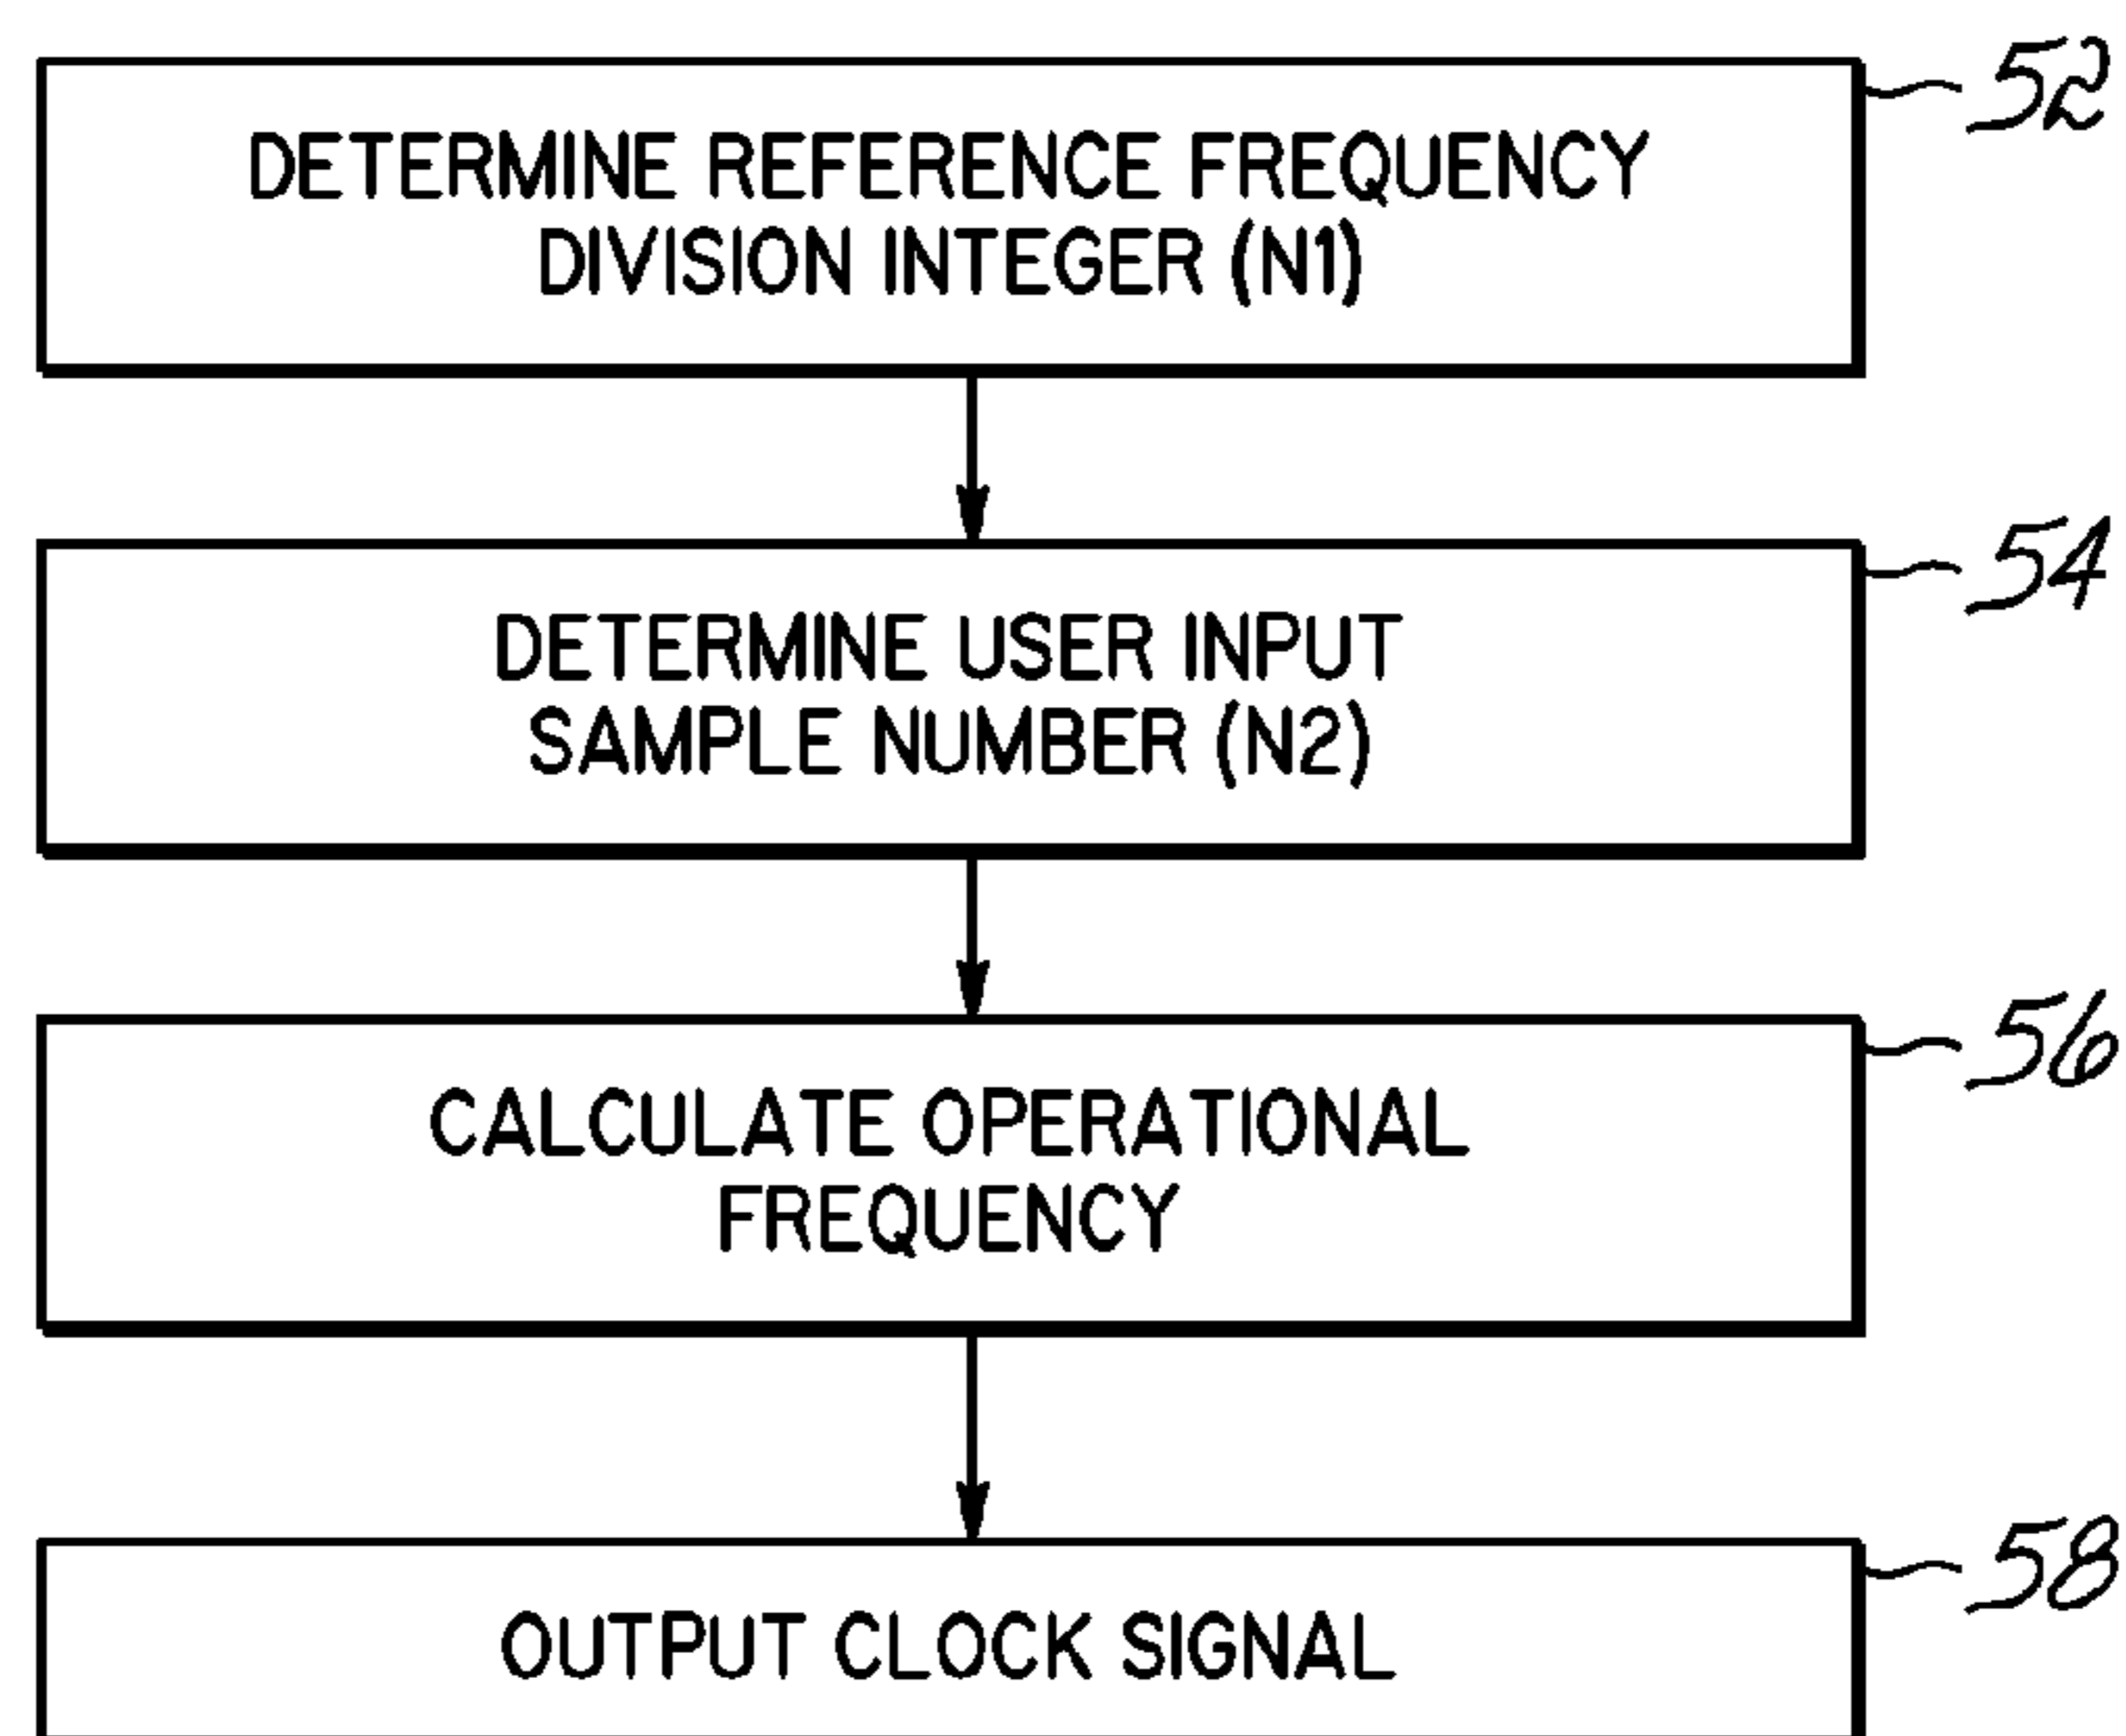 52
DETERMINE REFERENCE FREQUENCY
DIVISION INTEGER (N1)
54
DETERMINE USER INPUT
SAMPLE NUMBER (N2)
56
CALCULATE OPERATIONAL
FREQUENCY
58
OUTPUT CLOCK SIGNAL